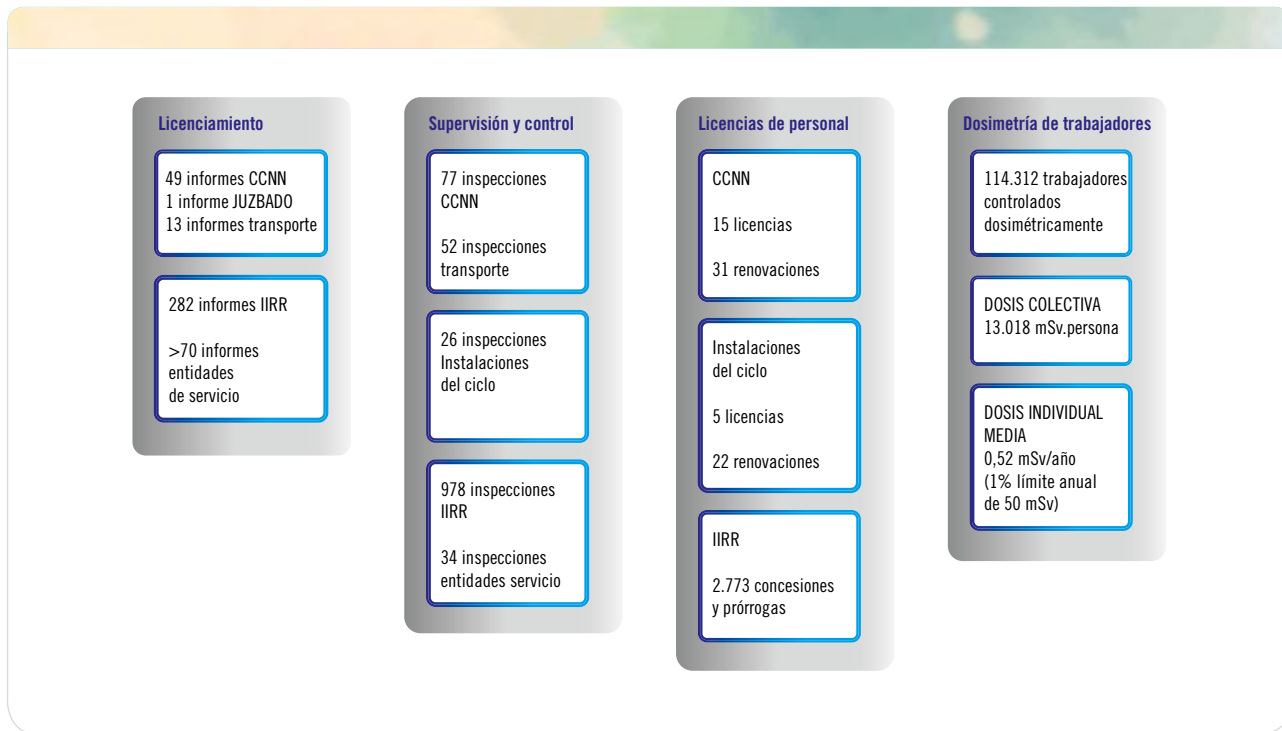 Licenciamiento
49 informes CCNN
1 informe JUZBADO
13 informes transporte
282 informes IIRR
>70 informes
entidades
de servicio
Supervisión y control
77 inspecciones
CCNN
52 inspecciones
transporte
26 inspecciones
Instalaciones
del ciclo
978 inspecciones
IIRR
34 inspecciones
entidades servicio
Licencias de personal
CCNN
15 licencias
31 renovaciones
Instalaciones
del ciclo
5 licencias
22 renovaciones
IIRR
2.773 concesiones
y prórrogas
Dosimetría de trabajadores
114.312 trabajadores
controlados
dosimétricamente
DOSIS COLECTIVA
13.018 mSv.persona
DOSIS INDIVIDUAL
MEDIA
0,52 mSv/año
(1% límite anual
de 50 mSv)